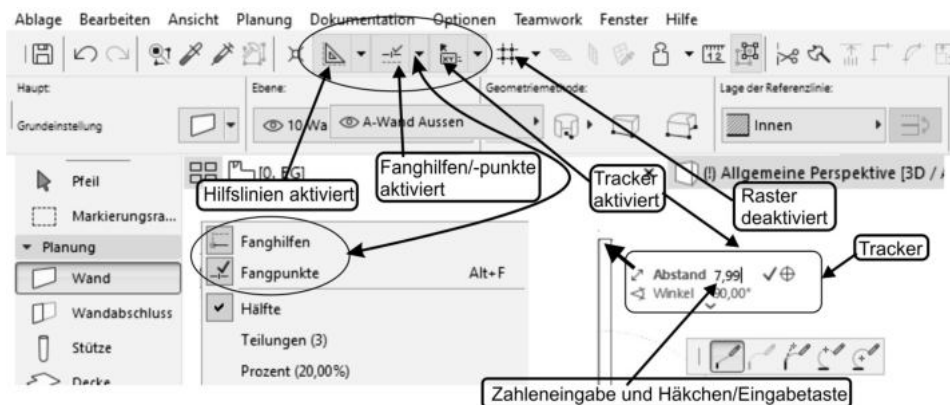 Ablage Bearbeiten Ansicht Planung Dokumentation Optionen Teamwork Fenster Hilfe
Haupt:
Ebene:
Geometriemethode:
Lage der Referenzlinie:
Grundeinstellung
10 Wa
A-Wand Aussen
Innen
[0. EG]
(!) Allgemeine Perspektive [3D /
Hilfslinien aktiviert
Fanghilfen/-punkte
aktiviert
Tracker
aktiviert
Raster
deaktiviert
Tracker
Pfeil
Markierungsra...
Planung
Wand
Wandabschluss
Stütze
Decke
Fanghilfen
Fangpunkte Alt+F
Hälfte
Teilungen (3)
Prozent (20,00%)
Abstand 7,99
Winkel 90,00°
Zahleneingabe und Häkchen/Eingabetaste